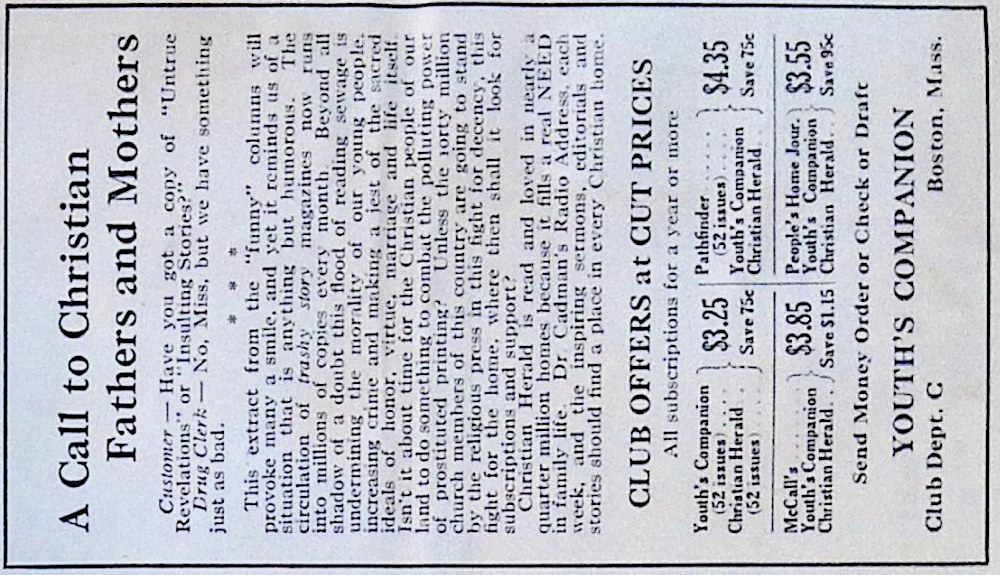 A Call to Christian
Fathers and Mothers
Customer—Have you got a copy of "Untrue
Revelations" or "Insulting Stories?"
Drug Clerk—No, Miss, but we have something
just as bad.
* * *
This extract from the "funny" columns will
provoke many a smile, and yet it reminds us of a
situation that is anything but humorous. The
circulation of trashy story magazines now runs
into millions of copies every month. Beyond all
shadow of a doubt this flood of reading sewage is
undermining the morality of our young people,
increasing crime and making a jest of the sacred
ideals of honor, virtue, marriage and life itself.
Isn't it about time for the Christian people of our
land to do something to combat the polluting power
of prostituted printing? Unless the forty million
church members of this country are going to stand
by the religious press in this fight for decency, this
fight for the home, where then shall it look for
subscriptions and support?
Christian Herald is read and loved in nearly a
quarter million homes because it fills a real NEED
in family life. Dr. Cadman's Radio Address, each
week, and the inspiring sermons, editorials and
stories should find a place in every Christian home.
CLUB OFFERS at CUT PRICES
All subscriptions for a year or more
Youth's Companion
(52 issues)....
Christian Herald
(52 issues)
$3.25
Save 75c
Pathfinder......
(52 issues)
Youth's Companion
Christian Herald.
$4.35
Save 75c
McCall's.......
Youth's Companion
Christian Herald..
$3.85
Save $1.15
People's Home Jour.
Youth's Companion
Christian Herald...
$3.55
Save 95c
Send Money Order or Check or Draft
YOUTH'S COMPANION
Club Dept. C Boston, Mass.